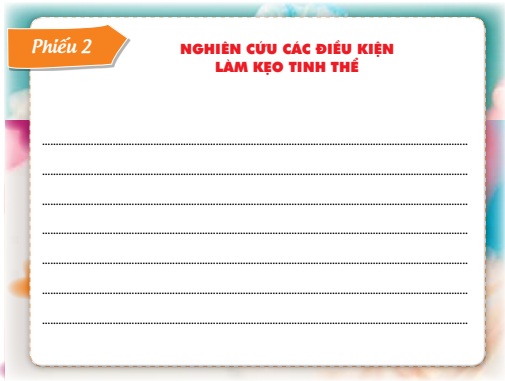 Phiếu 2
NGHIÊN CỨU CÁC ĐIỀU KIỆN
LÀM KẸO TINH THỂ